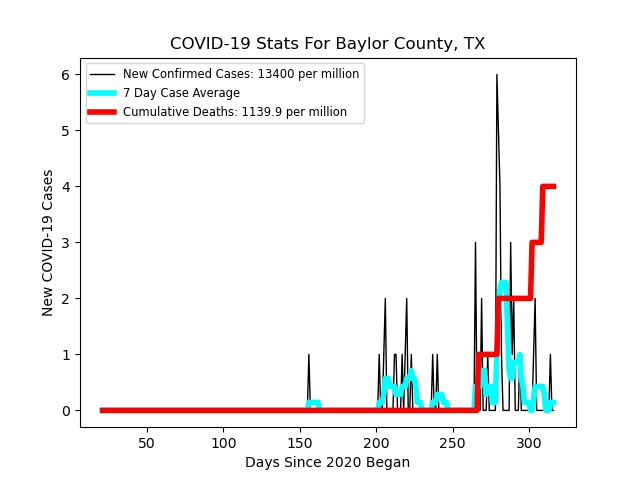 COVID-19 Stats For Baylor County, TX
New Confirmed Cases: 13400 per million
7 Day Case Average
Cumulative Deaths: 1139.9 per million
6
5
4
3
2
1
0
New COVID-19 Cases
50 100 150 200 250 300
Days Since 2020 Began